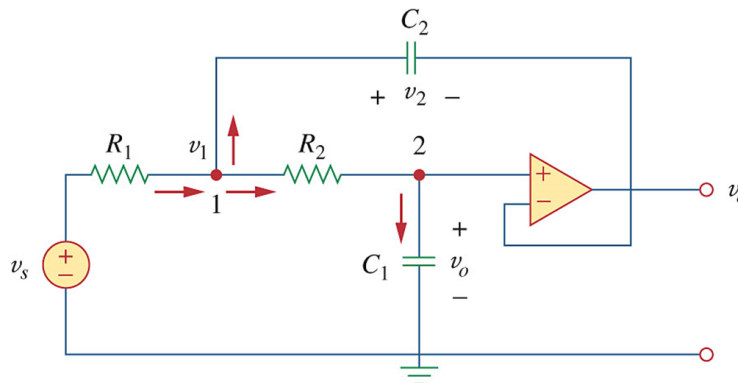 C₂
+ v₂ −
R₁ v₁ R₂ 2
+
−
1
+
−
vₛ
C₁
+
vₒ
−